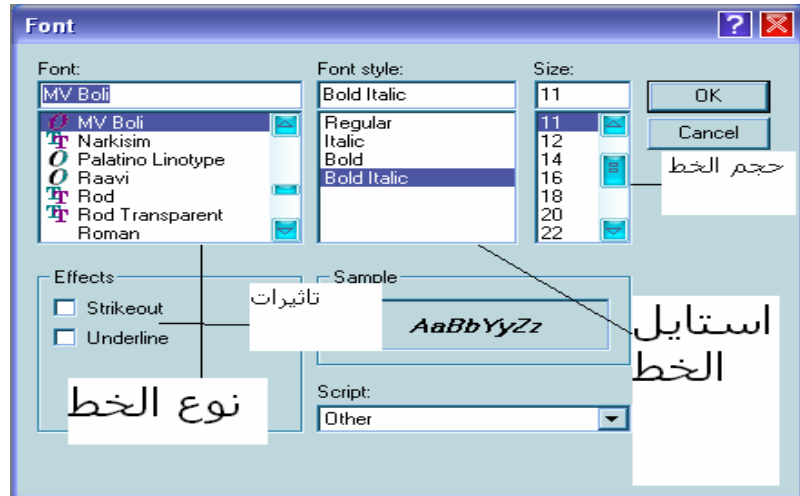 Font
Font:
Font style:
Size:
MV Boli
Bold Italic
11
OK
MV Boli
Narkisim
Palatino Linotype
Raavi
Rod
Rod Transparent
Roman
Regular
Italic
Bold
Bold Italic
11
12
14
16
18
20
22
Cancel
حجم الخط
Effects
Strikeout
Underline
تاثيرات
Sample
AaBbYyZz
استايل
الخط
نوع الخط
Script:
Other